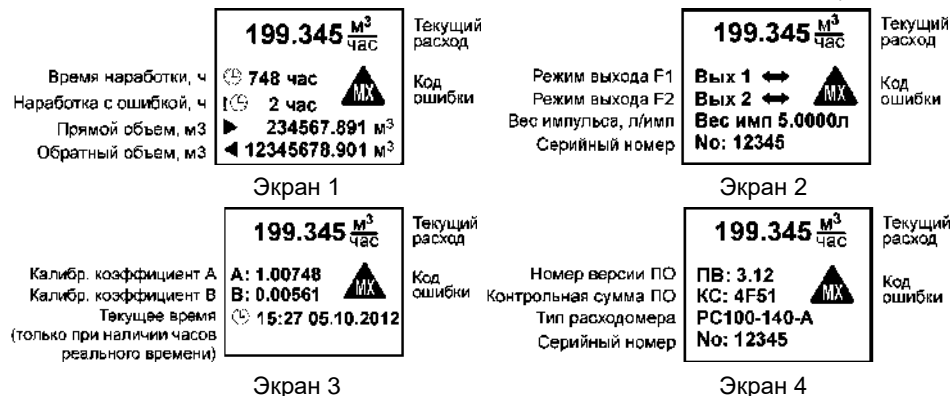 199.345 м³/час
Текущий расход
Время наработки, ч
748 час
Наработка с ошибкой, ч
! 2 час
MX
Код ошибки
Прямой объем, м3
► 234567.891 м³
Обратный объем, м3
◄ 12345678.901 м³
Экран 1
199.345 м³/час
Текущий расход
Режим выхода F1
Вых 1 ⬌
Режим выхода F2
Вых 2 ⬌
MX
Код ошибки
Вес импульса, л/имп
Вес имп 5.0000л
Серийный номер
No: 12345
Экран 2
199.345 м³/час
Текущий расход
Калибр. коэффициент А
A: 1.00748
Калибр. коэффициент В
B: 0.00561
MX
Код ошибки
Текущее время
(только при наличии часов
реального времени)
15:27 05.10.2012
Экран 3
199.345 м³/час
Текущий расход
Номер версии ПО
ПВ: 3.12
Контрольная сумма ПО
КС: 4F51
MX
Код ошибки
Тип расходомера
РС100-140-А
Серийный номер
No: 12345
Экран 4